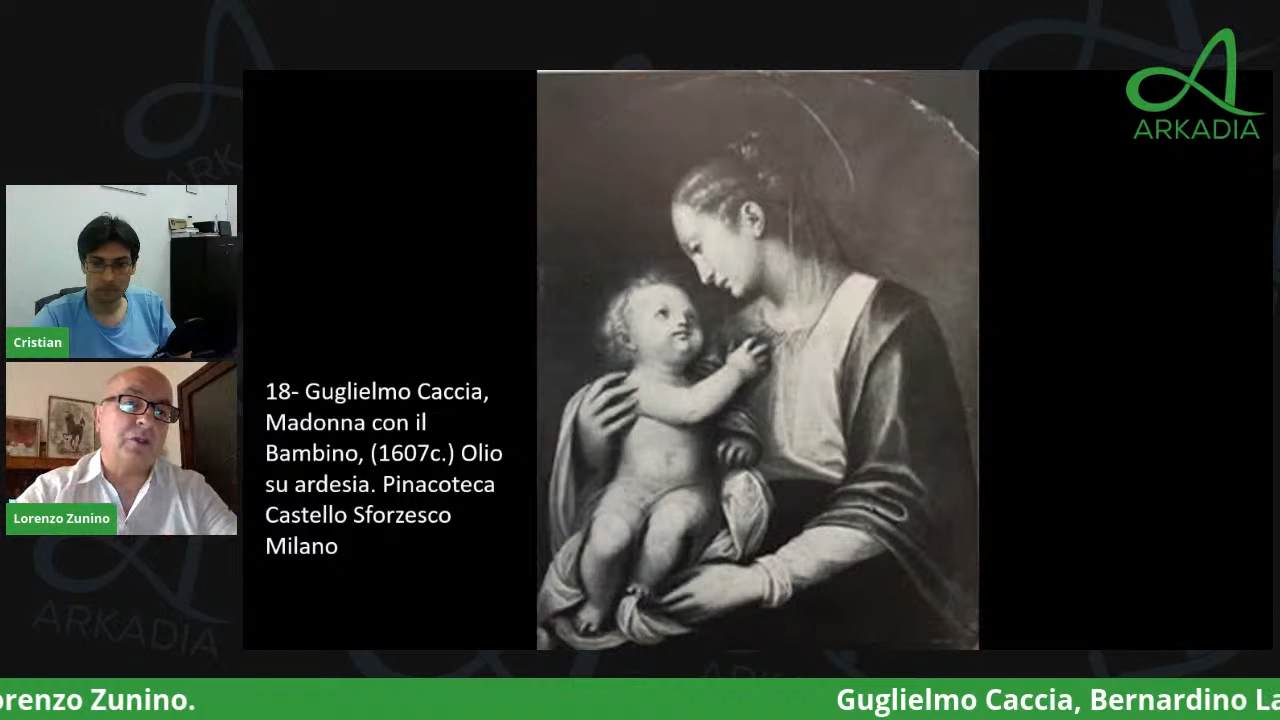 ARKADIA
Cristian
Lorenzo Zunino
18- Guglielmo Caccia,
Madonna con il
Bambino, (1607c.) Olio
su ardesia. Pinacoteca
Castello Sforzesco
Milano
ARKADIA
orenzo Zunino.
Guglielmo Caccia, Bernardino La